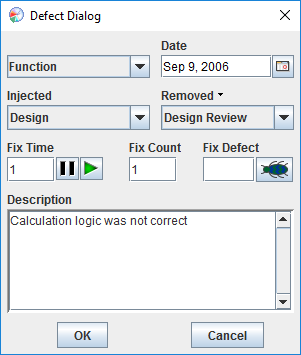 Defect Dialog
Date
Function
Sep 9, 2006
Injected
Removed
Design
Design Review
Fix Time
Fix Count
Fix Defect
1
1
Description
Calculation logic was not correct
OK
Cancel